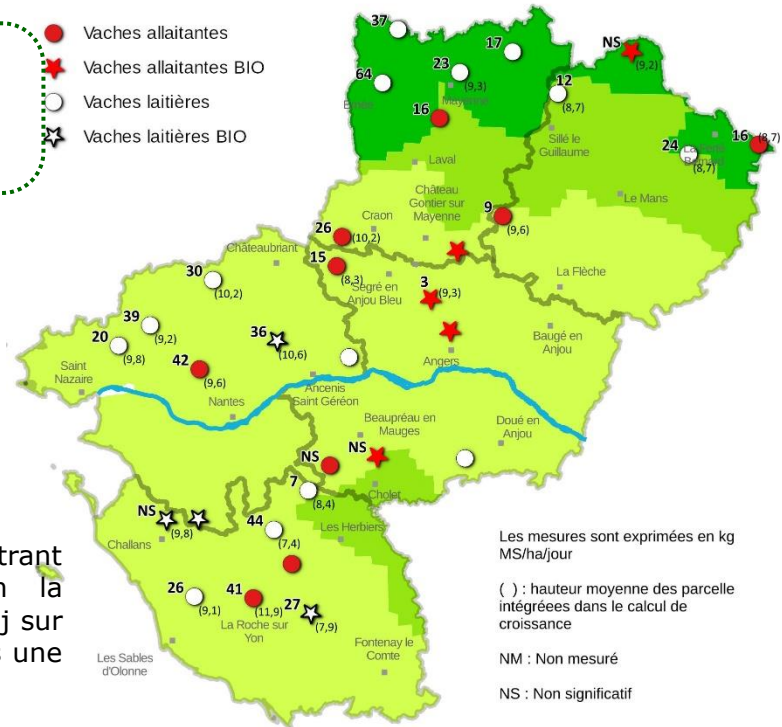 Vaches allaitantes
Vaches allaitantes BIO
Vaches laitières
Vaches laitières BIO
37
17
NS
(9,2)
64
23
(9,3)
Mayenne
12
(8,7)
16
Sillé le
Guillaume
24
(8,7)
16
(8,7)
Laval
Le Mans
Château
Gontier sur
Mayenne
9
(9,6)
Craon
26
(10,2)
Châteaubriant
15
(8,3)
Segré en
Anjou Bleu
3
(9,3)
La Flèche
30
(10,2)
39
(9,2)
20
(9,8)
36
(10,6)
Baugé en
Anjou
Angers
42
(9,6)
Saint
Nazaire
Nantes
Ancenis
Saint Géréon
Beaupréau en
Mauges
Doué en
Anjou
NS
NS
7
(8,4)
Cholet
NS
(9,8)
Challans
44
(7,4)
Les Herbiers
26
(9,1)
41
(11,9)
27
(7,9)
La Roche sur
Yon
Fontenay le
Comte
Les Sables
d'Olonne
trant
la
j sur
une
Les mesures sont exprimées en kg
MS/ha/jour
( ) : hauteur moyenne des parcelle
intégréees dans le calcul de
croissance
NM : Non mesuré
NS : Non significatif